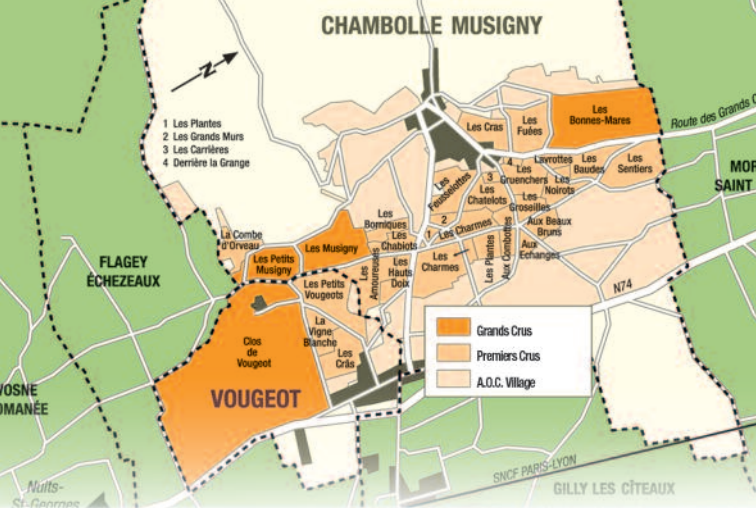 CHAMBOLLE MUSIGNY
N
1 Les Plantes
2 Les Grands Murs
3 Les Carrières
4 Derrière la Grange
Les
Bonnes-Mares
Route des Grands C
Les Cras
Les
Fuées
MOR
SAINT
Lavrottes
Les
Baudes
Les
Sentiers
4
3
Les
Gruenchers
Les
Noirots
Les
Feusselottes
Les
Chatelots
Les
Groseilles
2
1
Les Charmes
Aux Beaux
Bruns
Aux
Echanges
Les Plantes
Aux Combottes
Les
Charmes
Les
Borniques
Les
Chabiots
Les
Hauts
Doix
Les
Amoureuses
La Combe
d'Orveau
Les Musigny
Les Petits
Musigny
Les Petits
Vougeots
FLAGEY
ÉCHEZEAUX
N74
La
Vigne
Blanche
Les
Crâs
Clos
de
Vougeot
VOUGEOT
Grands Crus
Premiers Crus
A.O.C. Village
VOSNE
OMANÉE
SNCF PARIS-LYON
GILLY LES CÎTEAUX
Nuits-
St-Georges